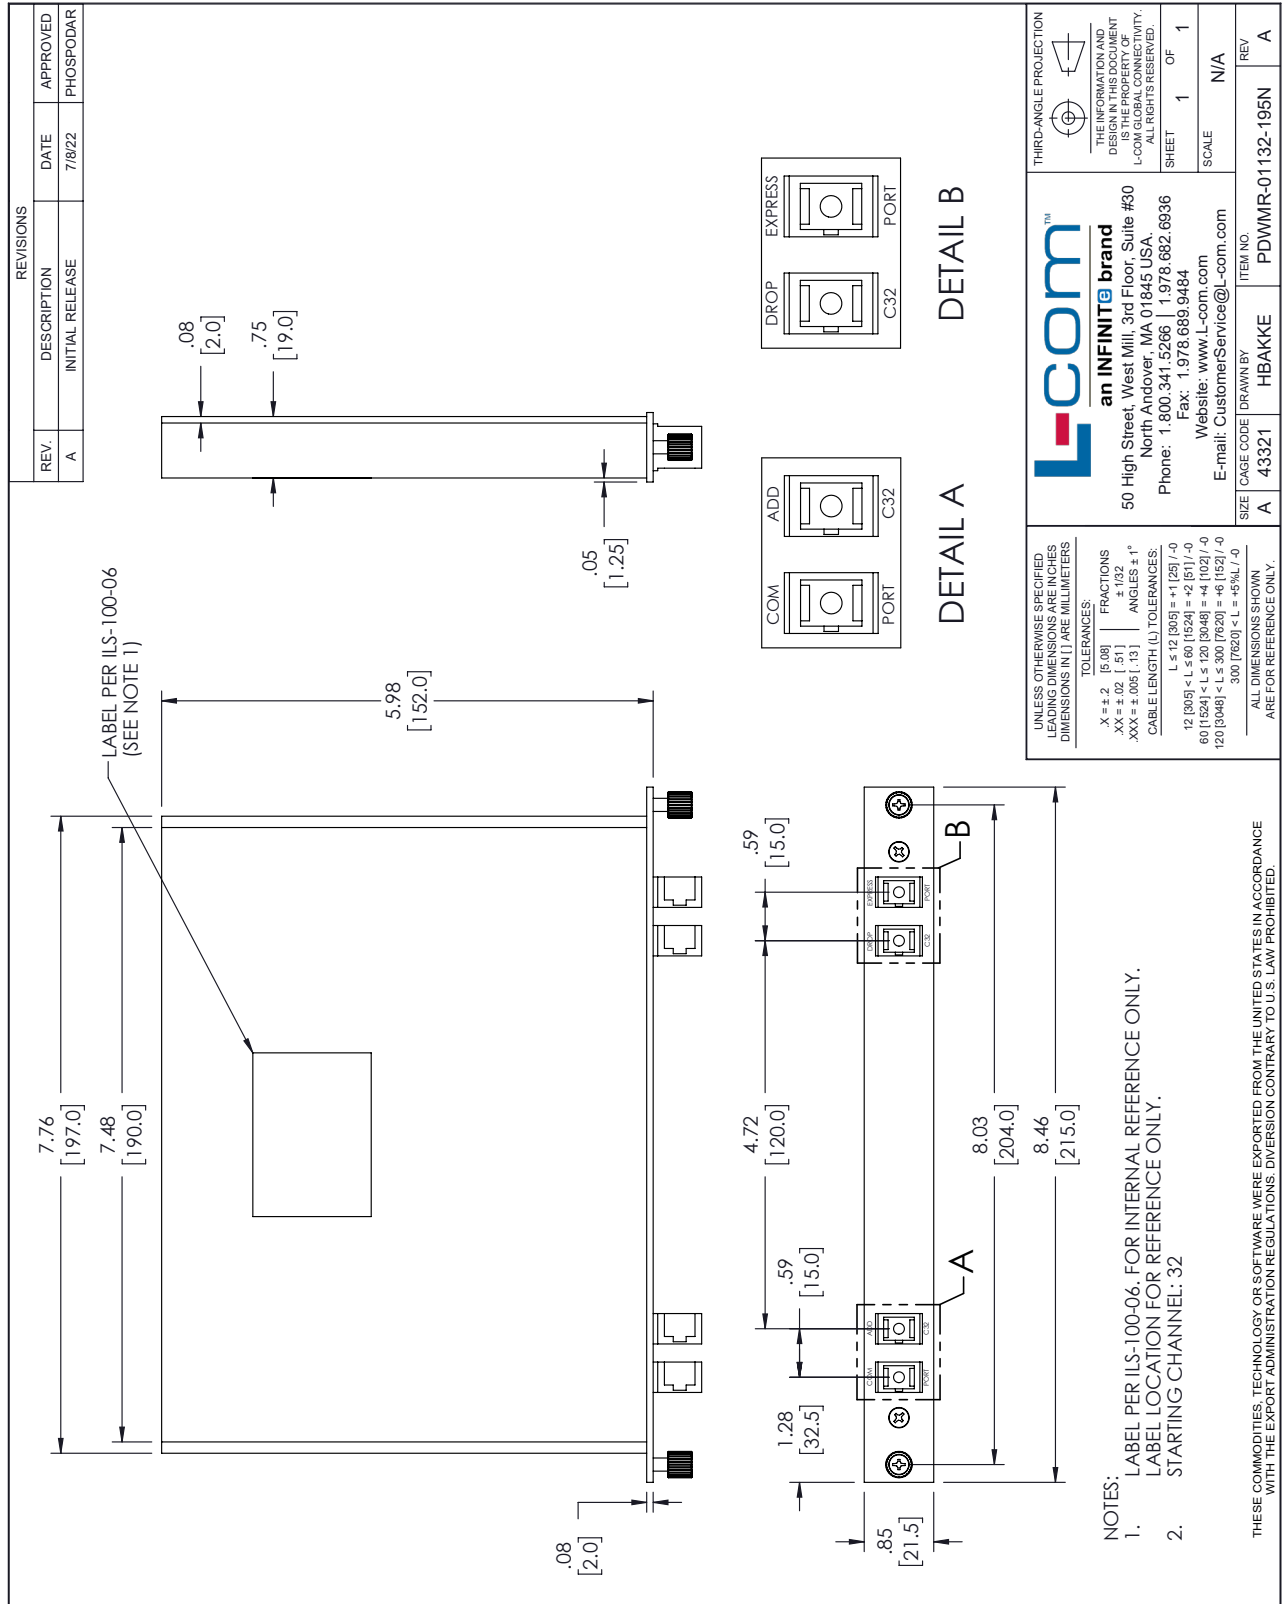 REVISIONS
REV. DESCRIPTION DATE APPROVED
A INITIAL RELEASE 7/8/22 PHOSPODAR
7.76
[197.0]
7.48
[190.0]
LABEL PER ILS-100-06
(SEE NOTE 1)
5.98
[152.0]
.08
[2.0]
.08
[2.0]
.75
[19.0]
.05
[1.25]
1.28
[32.5]
.59
[15.0]
4.72
[120.0]
.59
[15.0]
COM
PORT
ADD
C32
DROP
C32
EXPRESS
PORT
A
B
.85
[21.5]
8.03
[204.0]
8.46
[215.0]
COM ADD
PORT C32
DETAIL A
DROP EXPRESS
C32 PORT
DETAIL B
NOTES:
1. LABEL PER ILS-100-06. FOR INTERNAL REFERENCE ONLY.
LABEL LOCATION FOR REFERENCE ONLY.
2. STARTING CHANNEL: 32
THESE COMMODITIES, TECHNOLOGY OR SOFTWARE WERE EXPORTED FROM THE UNITED STATES IN ACCORDANCE
WITH THE EXPORT ADMINISTRATION REGULATIONS. DIVERSION CONTRARY TO U.S. LAW PROHIBITED.
UNLESS OTHERWISE SPECIFIED
LEADING DIMENSIONS ARE INCHES
DIMENSIONS IN [ ] ARE MILLIMETERS
TOLERANCES:
.X = ± .2 [5.08] FRACTIONS
.XX = ± .02 [ .51 ] ± 1/32
.XXX = ± .005 [ .13 ] ANGLES ± 1°
CABLE LENGTH (L) TOLERANCES:
L ≤ 12 [305] = +1 [25] / -0
12 [305] < L ≤ 60 [1524] = +2 [51] / -0
60 [1524] < L ≤ 120 [3048] = +4 [102] / -0
120 [3048] < L ≤ 300 [7620] = +6 [152] / -0
300 [7620] < L = +5%L / -0
ALL DIMENSIONS SHOWN
ARE FOR REFERENCE ONLY.
L-com™
an INFINITe brand
50 High Street, West Mill, 3rd Floor, Suite #30
North Andover, MA 01845 USA.
Phone: 1.800.341.5266 | 1.978.682.6936
Fax: 1.978.689.9484
Website: www.L-com.com
E-mail: CustomerService@L-com.com
THIRD-ANGLE PROJECTION
THE INFORMATION AND
DESIGN IN THIS DOCUMENT
IS THE PROPERTY OF
L-COM GLOBAL CONNECTIVITY.
ALL RIGHTS RESERVED.
SHEET 1 OF 1
SCALE N/A
SIZE A
CAGE CODE 43321
DRAWN BY HBAKKE
ITEM NO. PDWMR-01132-195N
REV A